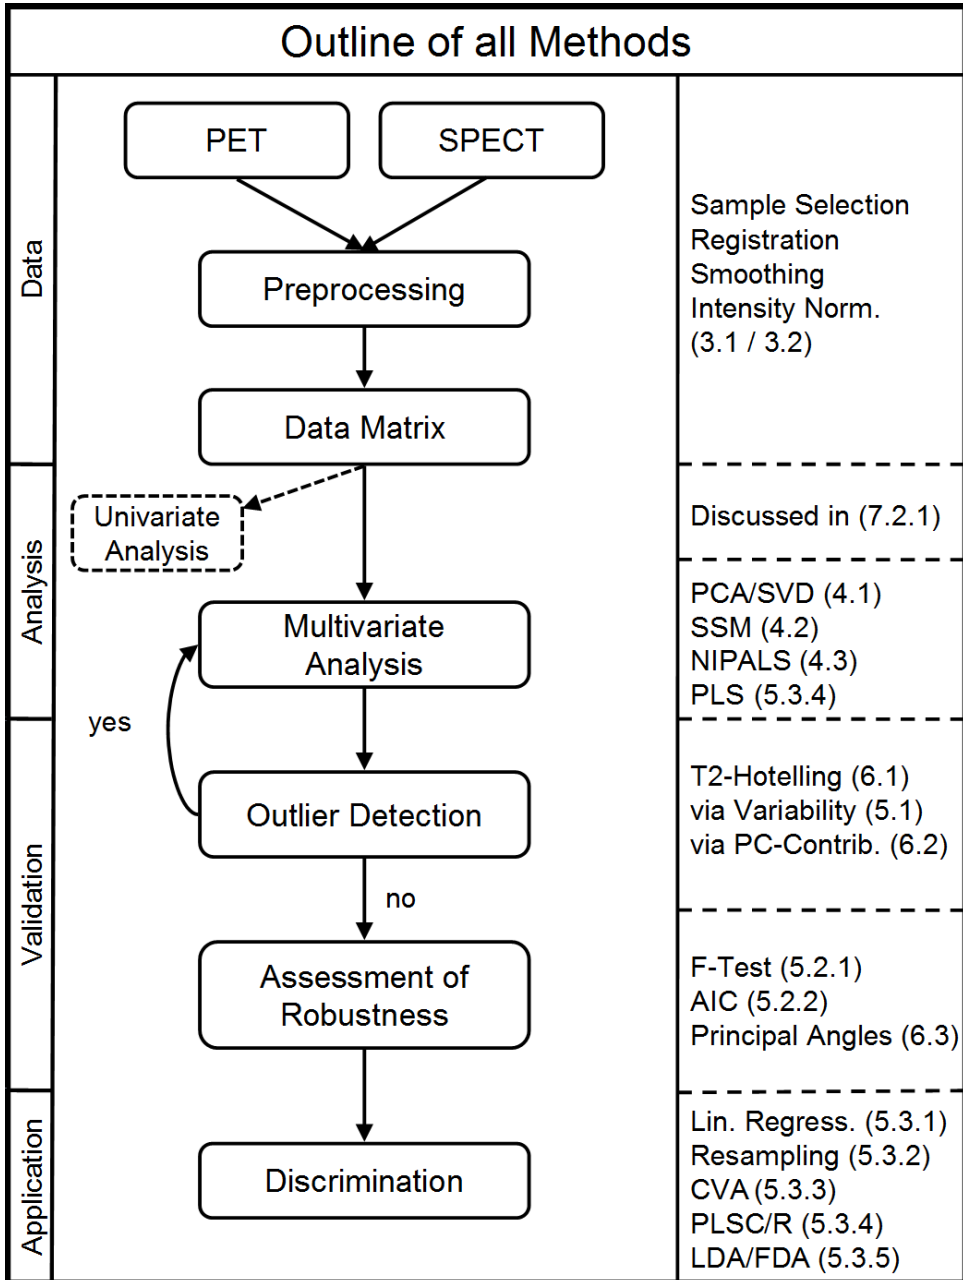 Outline of all Methods
Data
PET
SPECT
Preprocessing
Data Matrix
Sample Selection
Registration
Smoothing
Intensity Norm.
(3.1 / 3.2)
Analysis
Univariate
Analysis
Multivariate
Analysis
Discussed in (7.2.1)
PCA/SVD (4.1)
SSM (4.2)
NIPALS (4.3)
PLS (5.3.4)
Validation
yes
Outlier Detection
no
Assessment of
Robustness
T2-Hotelling (6.1)
via Variability (5.1)
via PC-Contrib. (6.2)
F-Test (5.2.1)
AIC (5.2.2)
Principal Angles (6.3)
Application
Discrimination
Lin. Regress. (5.3.1)
Resampling (5.3.2)
CVA (5.3.3)
PLSC/R (5.3.4)
LDA/FDA (5.3.5)